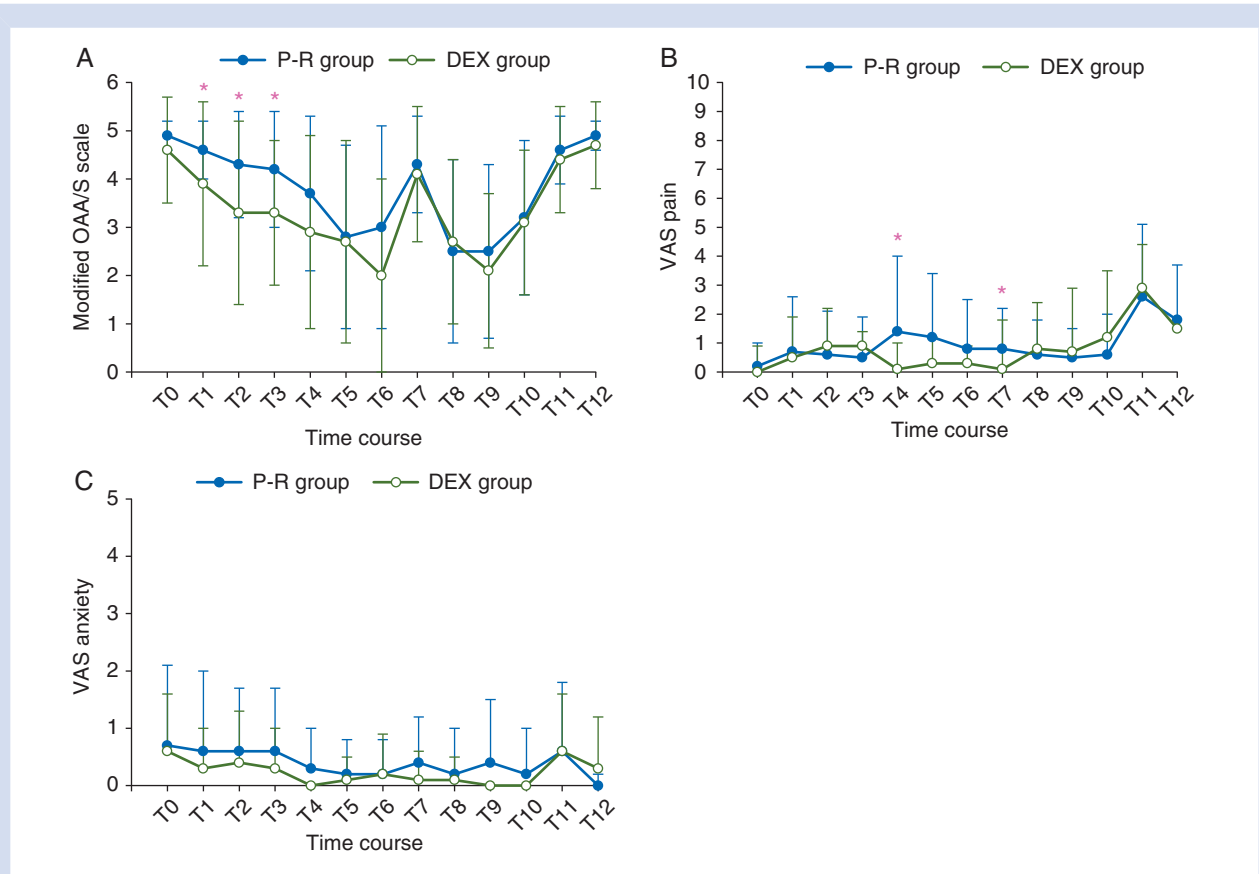 A
P-R group DEX group
Modified OAA/S scale
6
5
4
3
2
1
0
* * *
T0 T1 T2 T3 T4 T5 T6 T7 T8 T9 T10 T11 T12
Time course
B
P-R group DEX group
VAS pain
10
9
8
7
6
5
4
3
2
1
0
* *
T0 T1 T2 T3 T4 T5 T6 T7 T8 T9 T10 T11 T12
Time course
C
P-R group DEX group
VAS anxiety
5
4
3
2
1
0
T0 T1 T2 T3 T4 T5 T6 T7 T8 T9 T10 T11 T12
Time course